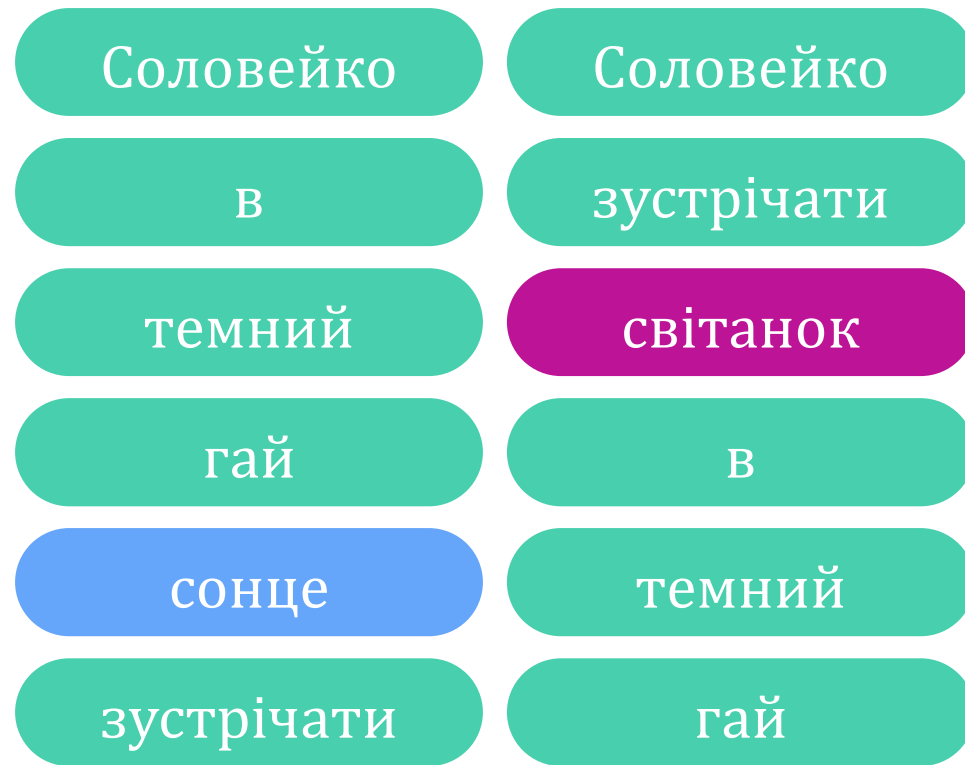 Соловейко
в
темний
гай
сонце
зустрічати
Соловейко
зустрічати
світанок
в
темний
гай